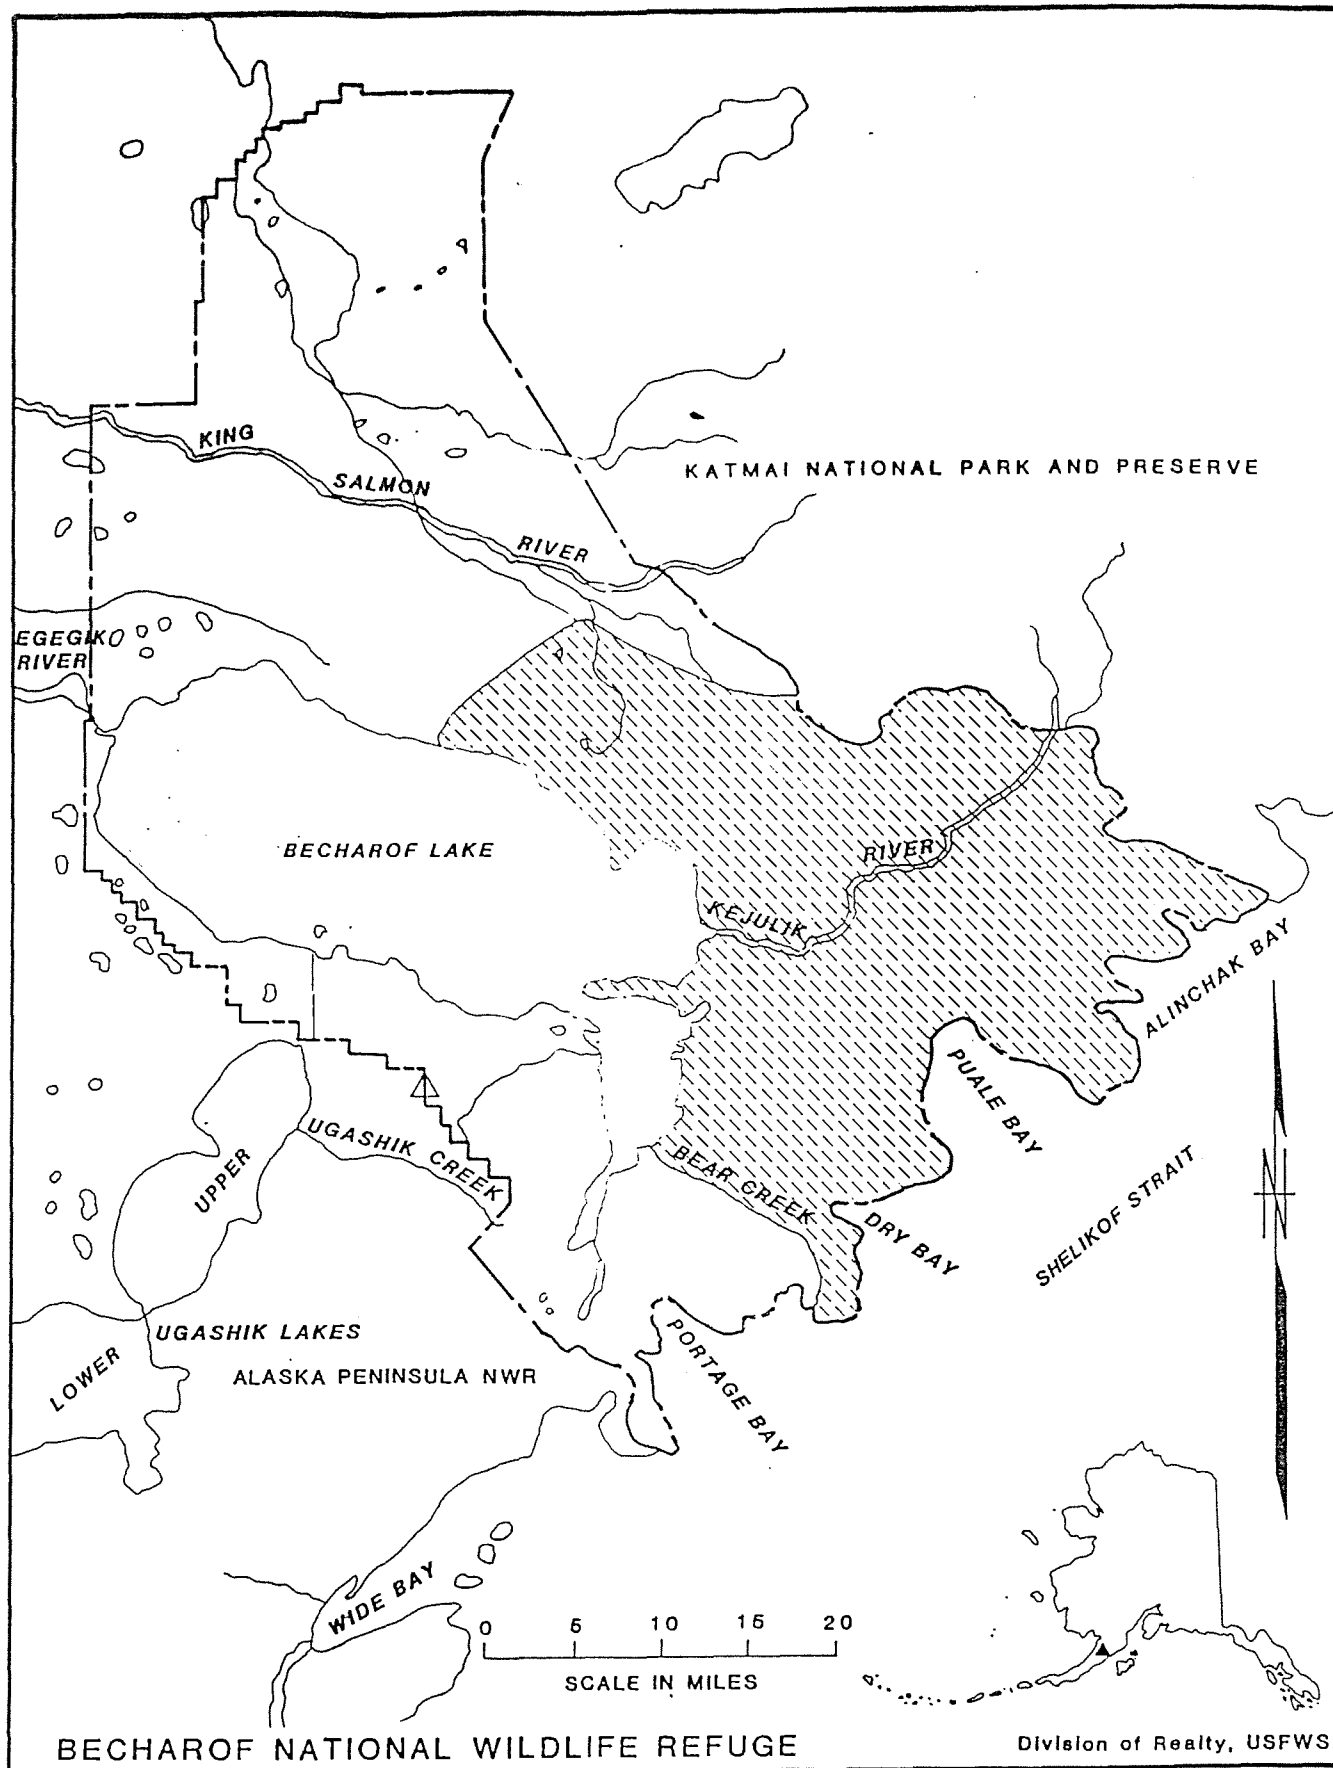 KING
SALMON
RIVER
KATMAI NATIONAL PARK AND PRESERVE
EGEGIK
RIVER
BECHAROF LAKE
RIVER
KEJULIK
ALINCHAK BAY
PUALE BAY
UGASHIK CREEK
UPPER
BEAR CREEK
DRY BAY
SHELIKOF STRAIT
UGASHIK LAKES
LOWER
ALASKA PENINSULA NWR
PORTAGE BAY
N
WIDE BAY
0 5 10 15 20
SCALE IN MILES
BECHAROF NATIONAL WILDLIFE REFUGE
Division of Realty, USFWS